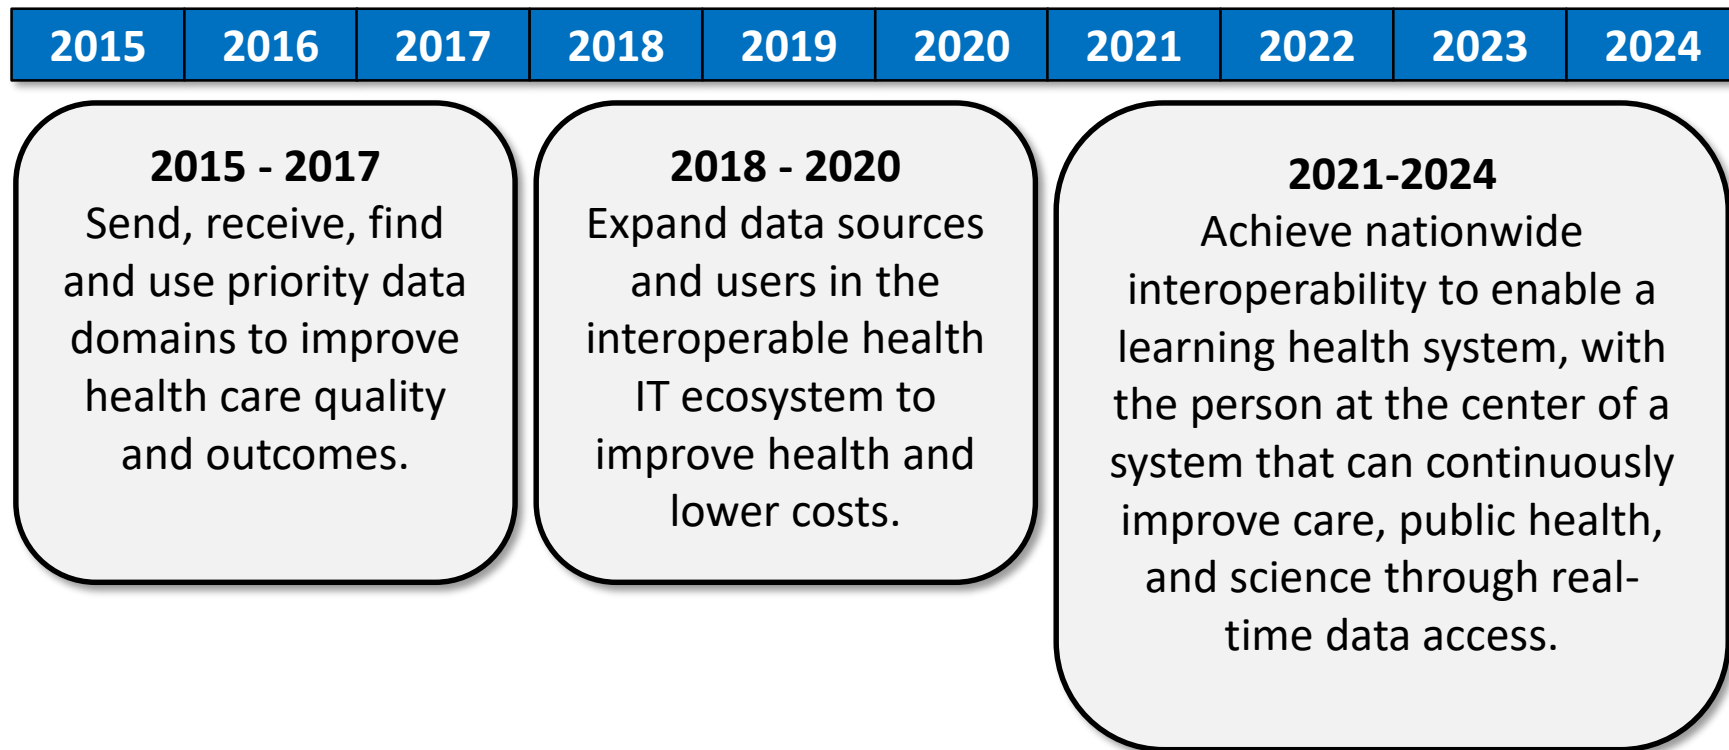 2015 2016 2017 2018 2019 2020 2021 2022 2023 2024
2015 - 2017
Send, receive, find
and use priority data
domains to improve
health care quality
and outcomes.
2018 - 2020
Expand data sources
and users in the
interoperable health
IT ecosystem to
improve health and
lower costs.
2021-2024
Achieve nationwide
interoperability to enable a
learning health system, with
the person at the center of a
system that can continuously
improve care, public health,
and science through real-
time data access.